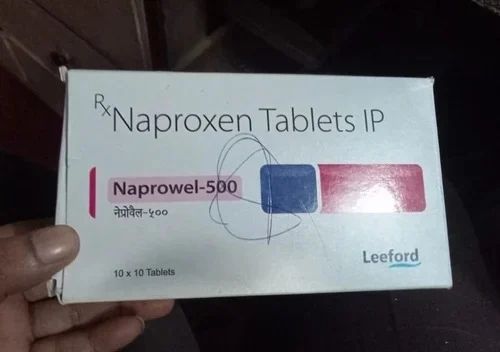 Rx Naproxen Tablets IP
Naprowel-500
नेप्रोवैल-५००
10 x 10 Tablets
Leeford